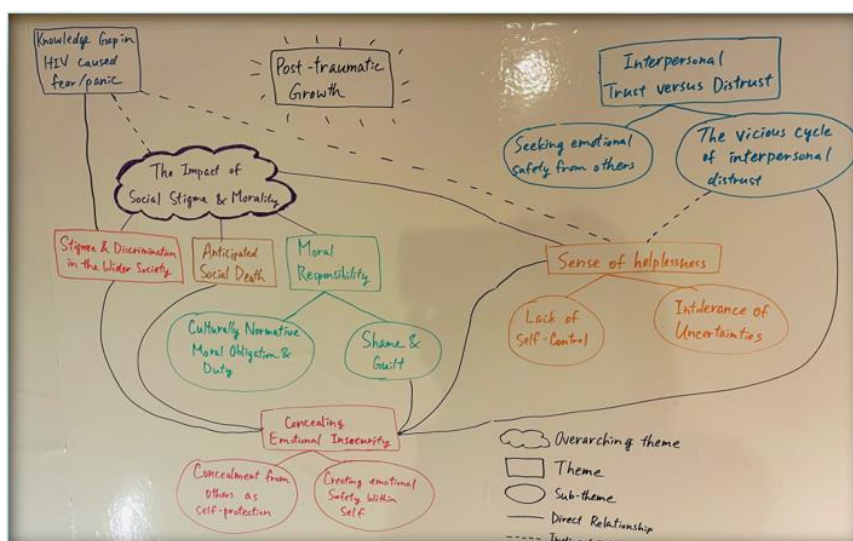 Knowledge Gap in
HIV caused
fear/panic
Post-traumatic
Growth
Interpersonal
Trust versus Distrust
Seeking emotional
safety from others
The vicious cycle
of interpersonal
distrust
The Impact of
Social Stigma & Morality
Stigma & Discrimination
in the Wider Society
Anticipated
Social Death
Moral
Responsibility
Sense of helplessness
Culturally Normative
Moral Obligation &
Duty
Shame &
Guilt
Lack of
Self-Control
Intolerance of
Uncertainties
Concealing
Emotional Insecurity
Concealment from
others as
self-protection
Creating emotional
Safety Within
Self
Overarching theme
Theme
Sub-theme
Direct Relationship